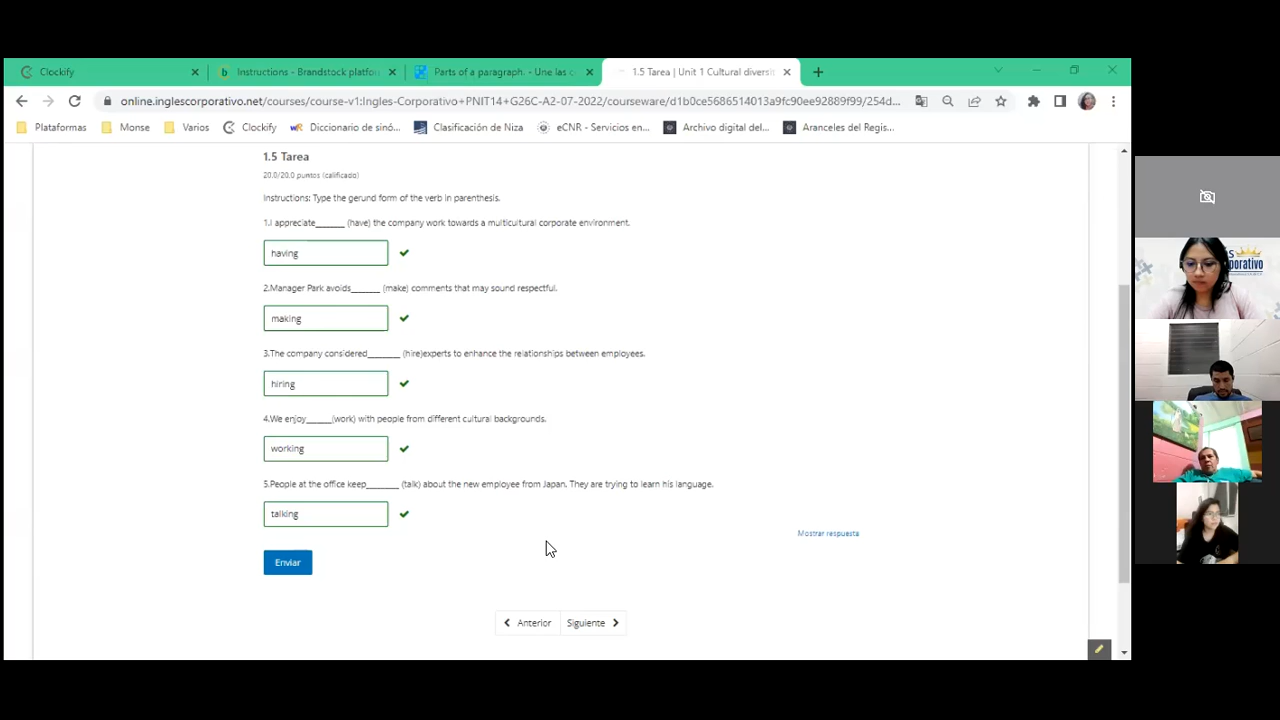 Clockify
Instructions - Brandstock platfor
Parts of a paragraph. - Une las c
1.5 Tarea | Unit 1 Cultural diversi
online.inglescorporativo.net/courses/course-v1:Ingles-Corporativo+PNIT14+G26C-A2-07-2022/courseware/d1b0ce5686514013a9fc90ee92889f99/254d...
Plataformas
Monse
Varios
Clockify
Diccionario de sinó...
Clasificación de Niza
eCNR - Servicios en...
Archivo digital del...
Aranceles del Regis...
1.5 Tarea
20.0/20.0 puntos (calificado)
Instructions: Type the gerund form of the verb in parenthesis.
1.I appreciate______ (have) the company work towards a multicultural corporate environment.
having
2.Manager Park avoids______ (make) comments that may sound respectful.
making
3.The company considered_______ (hire)experts to enhance the relationships between employees.
hiring
4.We enjoy_____(work) with people from different cultural backgrounds.
working
5.People at the office keep_______ (talk) about the new employee from Japan. They are trying to learn his language.
talking
Mostrar respuesta
Enviar
Anterior
Siguiente